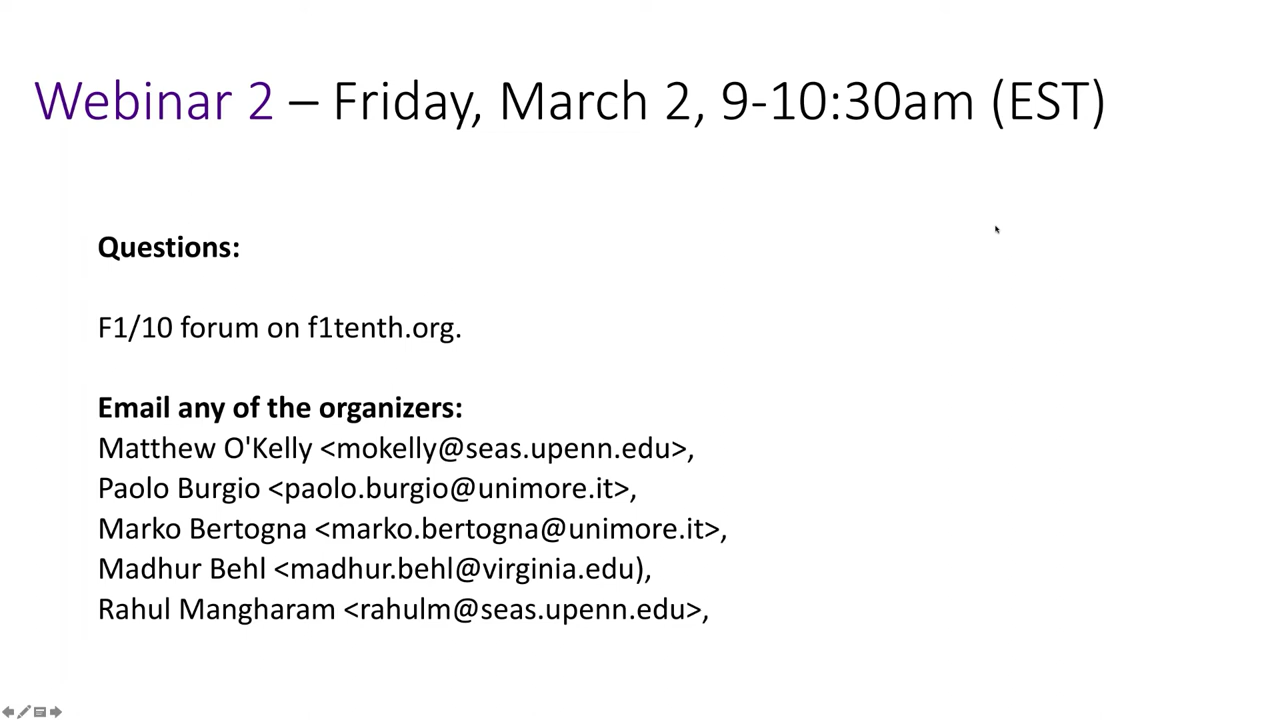 Webinar 2 – Friday, March 2, 9-10:30am (EST)
Questions:
F1/10 forum on f1tenth.org.
Email any of the organizers:
Matthew O'Kelly <mokelly@seas.upenn.edu>,
Paolo Burgio <paolo.burgio@unimore.it>,
Marko Bertogna <marko.bertogna@unimore.it>,
Madhur Behl <madhur.behl@virginia.edu),
Rahul Mangharam <rahulm@seas.upenn.edu>,